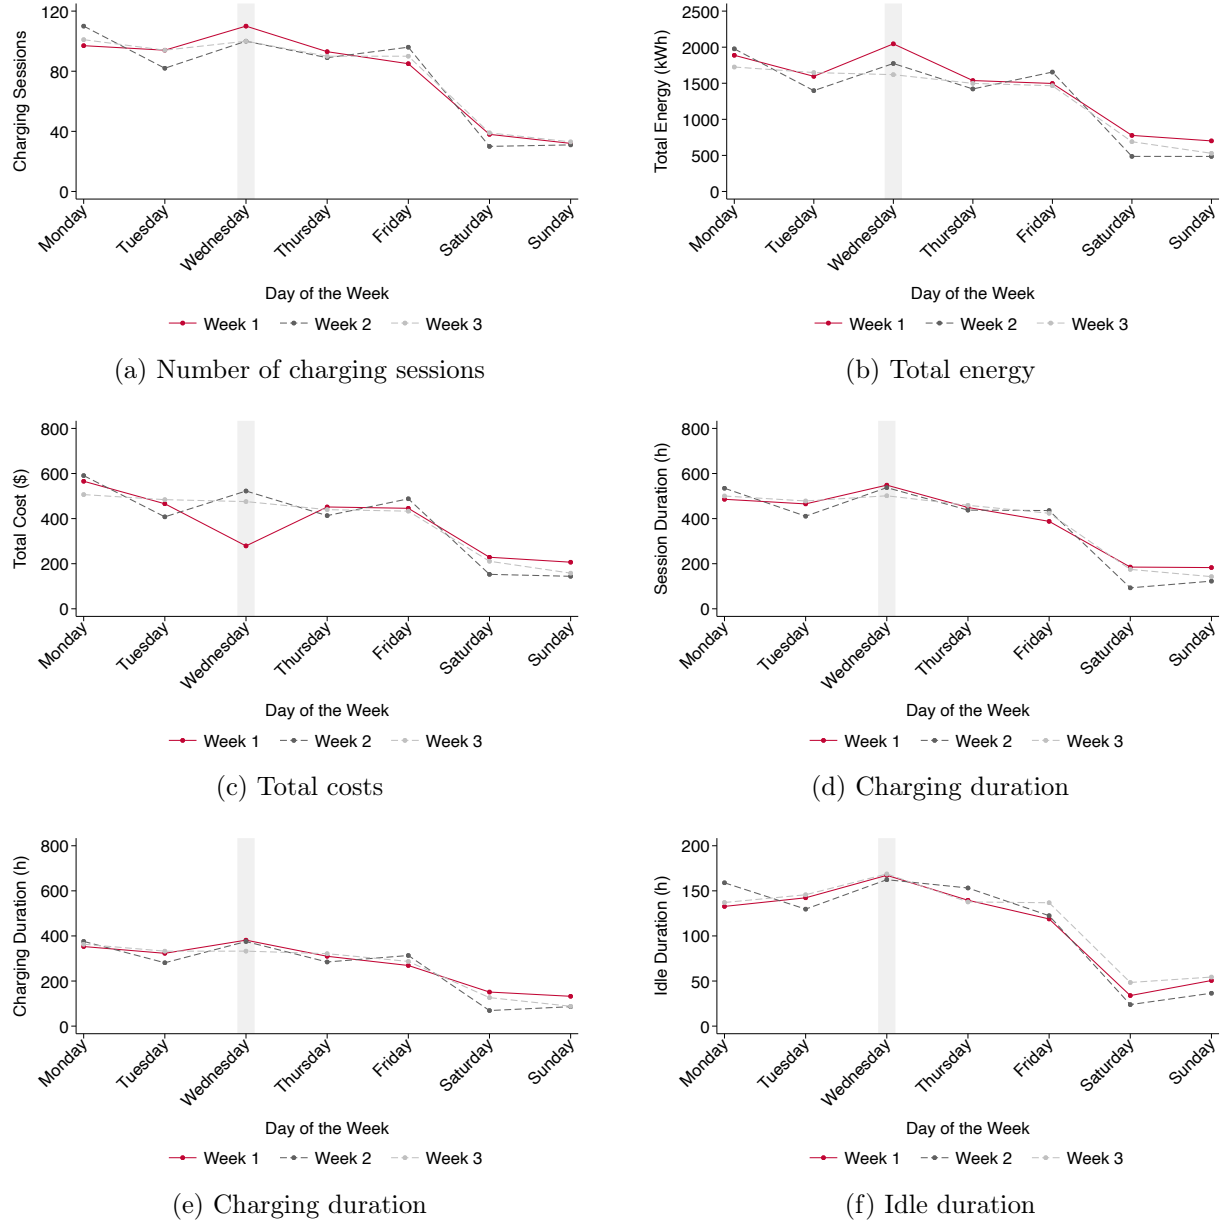 Charging Sessions
120
80
40
0
Monday Tuesday Wednesday Thursday Friday Saturday Sunday
Day of the Week
Week 1 Week 2 Week 3
(a) Number of charging sessions
Total Energy (kWh)
2500
2000
1500
1000
500
0
Monday Tuesday Wednesday Thursday Friday Saturday Sunday
Day of the Week
Week 1 Week 2 Week 3
(b) Total energy
Total Cost ($)
800
600
400
200
0
Monday Tuesday Wednesday Thursday Friday Saturday Sunday
Day of the Week
Week 1 Week 2 Week 3
(c) Total costs
Session Duration (h)
800
600
400
200
0
Monday Tuesday Wednesday Thursday Friday Saturday Sunday
Day of the Week
Week 1 Week 2 Week 3
(d) Charging duration
Charging Duration (h)
800
600
400
200
0
Monday Tuesday Wednesday Thursday Friday Saturday Sunday
Day of the Week
Week 1 Week 2 Week 3
(e) Charging duration
Idle Duration (h)
200
150
100
50
0
Monday Tuesday Wednesday Thursday Friday Saturday Sunday
Day of the Week
Week 1 Week 2 Week 3
(f) Idle duration